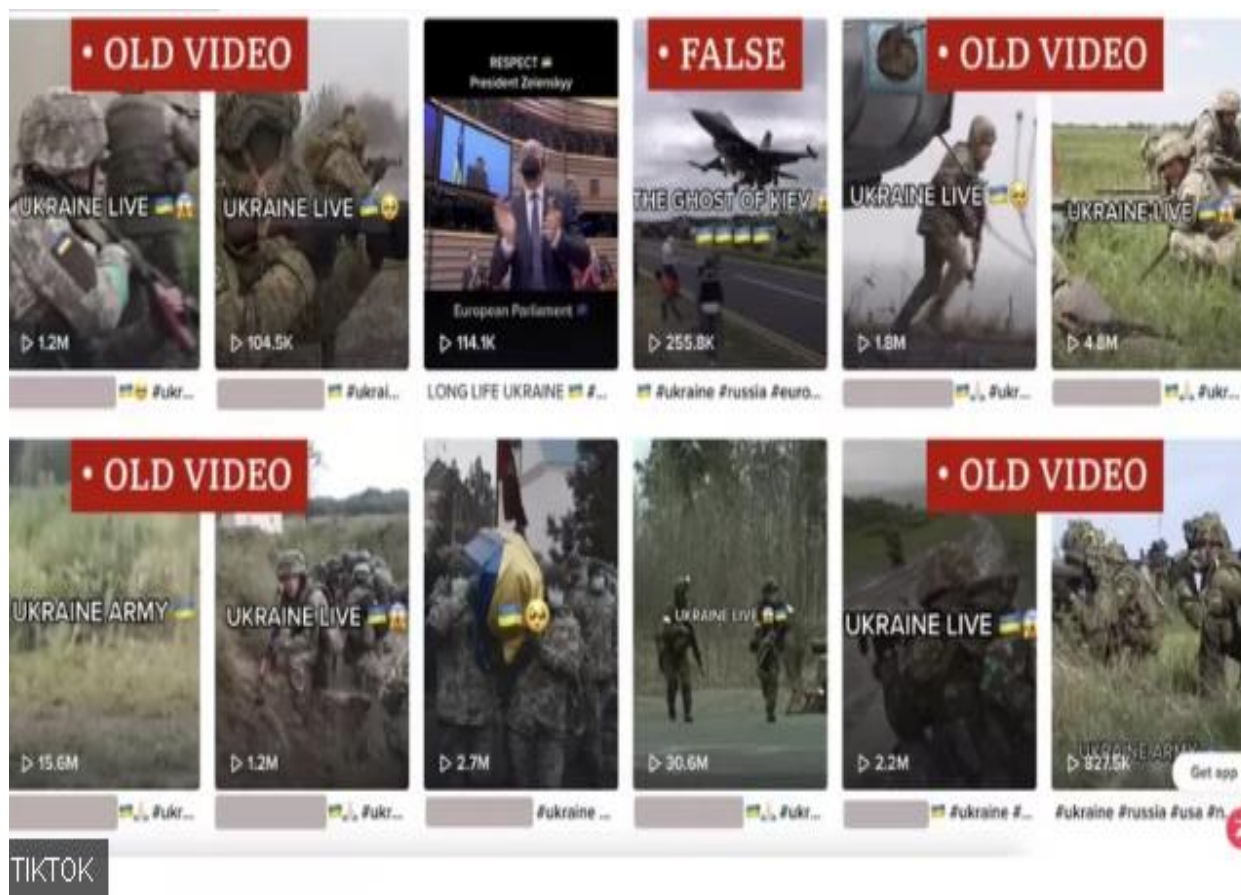 • OLD VIDEO
• FALSE
• OLD VIDEO
RESPECT
President Zelenskyy
UKRAINE LIVE 🇺🇦😱
UKRAINE LIVE 🇺🇦🥺
THE GHOST OF KIEV
🇺🇦🇺🇦🇺🇦🇺🇦
UKRAINE LIVE 🇺🇦🥺
UKRAINE LIVE 🇺🇦😱
European Parliament
1.2M
104.5K
114.1K
255.8K
1.8M
4.8M
🇺🇦 #ukr...
🇺🇦 #ukrai...
LONG LIFE UKRAINE 🇺🇦 #...
🇺🇦 #ukraine #russia #euro...
🇺🇦🙏🏻 #ukr...
🇺🇦🙏🏻 #ukr...
• OLD VIDEO
• OLD VIDEO
UKRAINE ARMY 🇺🇦
UKRAINE LIVE 🇺🇦😱
🇺🇦🥺
UKRAINE LIVE
UKRAINE LIVE 🇺🇦😱
UKRAINE ARMY
15.6M
1.2M
2.7M
30.6M
2.2M
827.5K
Get app
🇺🇦🙏🏻 #ukr...
🇺🇦🙏🏻 #ukr...
#ukraine ...
🇺🇦🙏🏻 #ukr...
🇺🇦 #ukraine #...
#ukraine #russia #usa #n...
TIKTOK